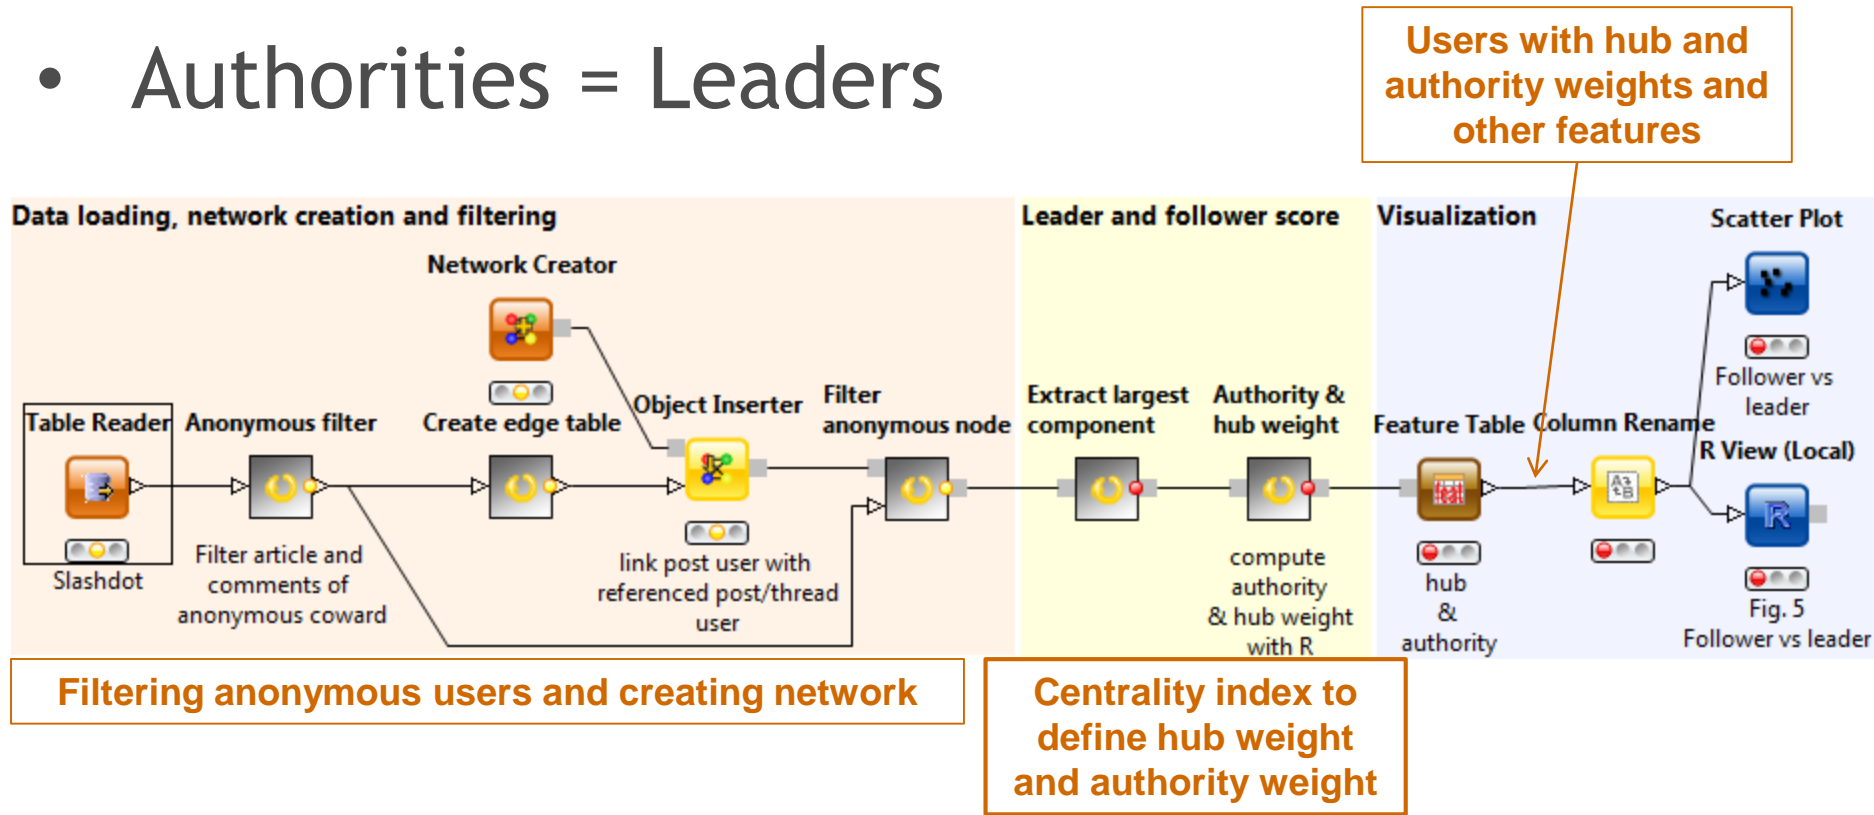 • Authorities = Leaders
Users with hub and
authority weights and
other features
Data loading, network creation and filtering
Leader and follower score
Visualization
Scatter Plot
Network Creator
Follower vs
leader
Table Reader
Anonymous filter
Create edge table
Object Inserter
Filter
anonymous node
Extract largest
component
Authority &
hub weight
Feature Table
Column Rename
R View (Local)
Slashdot
Filter article and
comments of
anonymous coward
link post user with
referenced post/thread
user
compute
authority
& hub weight
with R
hub
&
authority
Fig. 5
Follower vs leader
Filtering anonymous users and creating network
Centrality index to
define hub weight
and authority weight